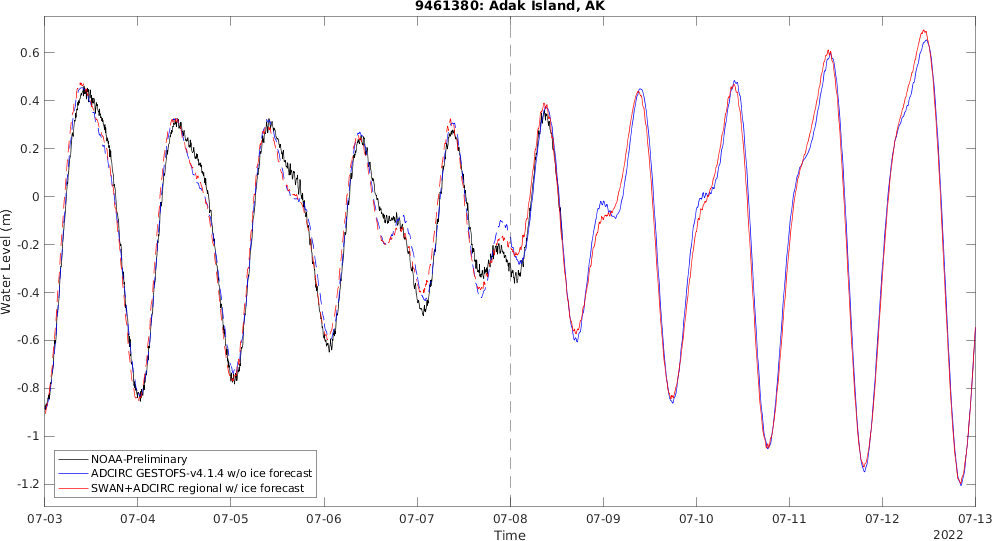 9461380: Adak Island, AK
Water Level (m)
0.6
0.4
0.2
0
-0.2
-0.4
-0.6
-0.8
-1
-1.2
NOAA-Preliminary
ADCIRC GESTOFS-v4.1.4 w/o ice forecast
SWAN+ADCIRC regional w/ ice forecast
07-03 07-04 07-05 07-06 07-07 07-08 07-09 07-10 07-11 07-12 07-13
Time
2022